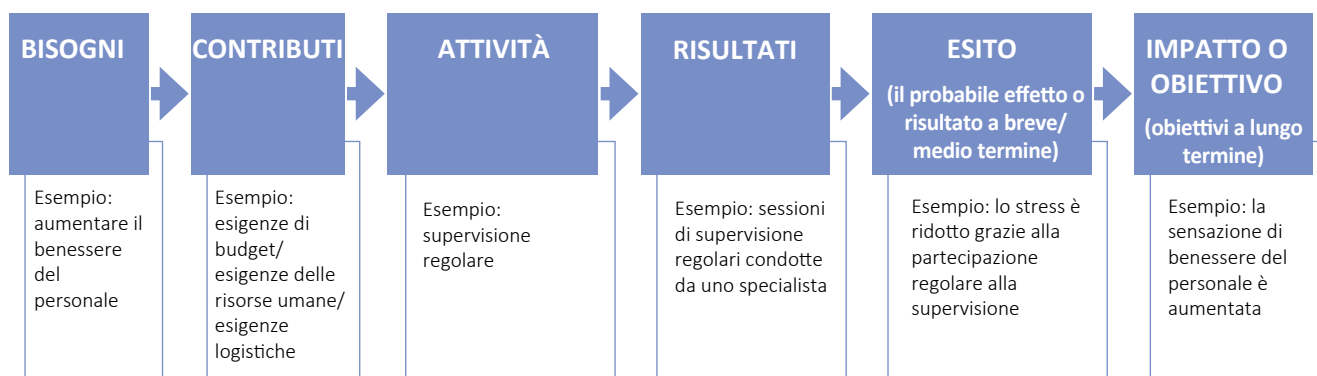 BISOGNI
Esempio:
aumentare il
benessere
del
personale
CONTRIBUTI
Esempio:
esigenze di
budget/
esigenze delle
risorse umane/
esigenze
logistiche
ATTIVITÀ
Esempio:
supervisione
regolare
RISULTATI
Esempio: sessioni
di supervisione
regolari condotte
da uno specialista
ESITO
(il probabile effetto o
risultato a breve/
medio termine)
Esempio: lo stress è
ridotto grazie alla
partecipazione
regolare alla
supervisione
IMPATTO O
OBIETTIVO
(obiettivi a lungo
termine)
Esempio: la
sensazione di
benessere del
personale è
aumentata